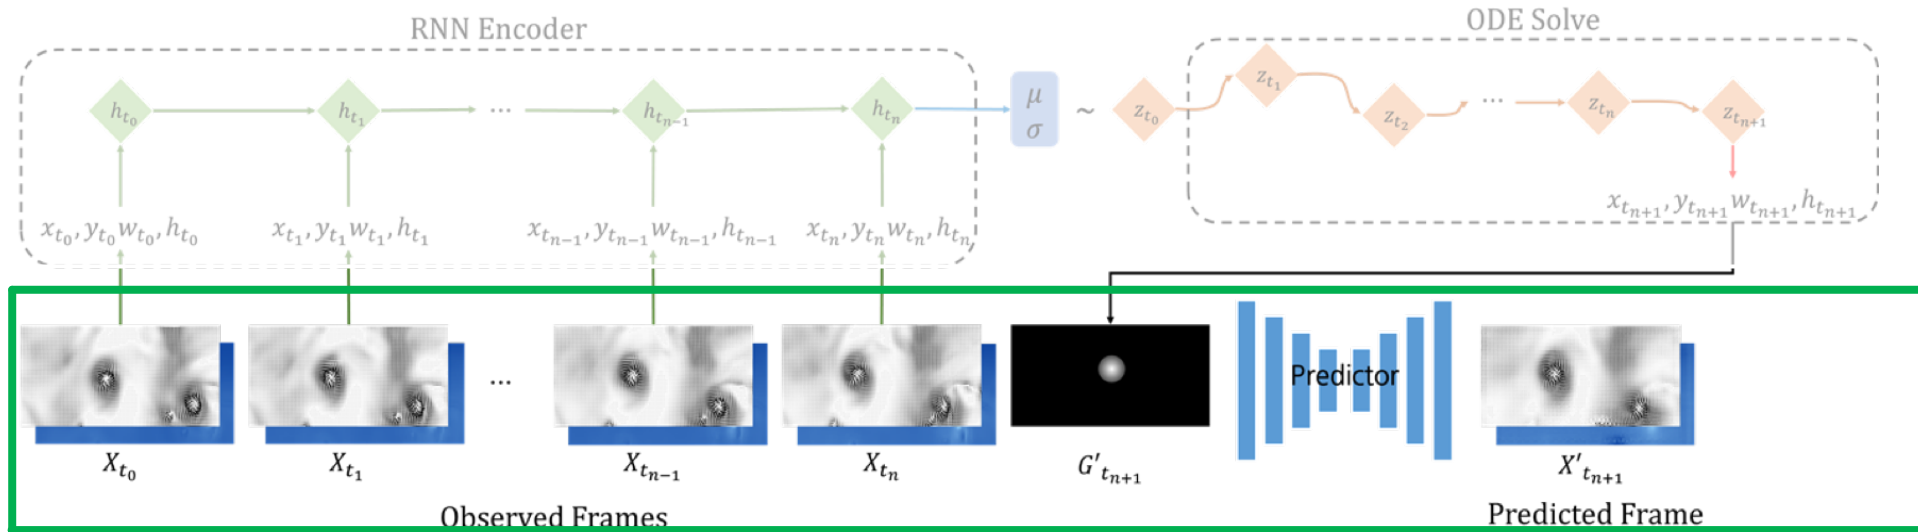 RNN Encoder
ODE Solve
h_{t_0} h_{t_1} ... h_{t_{n-1}} h_{t_n}
μ
σ
~
z_{t_0} z_{t_1} z_{t_2} ... z_{t_n} z_{t_{n+1}}
x_{t_0}, y_{t_0} w_{t_0}, h_{t_0}
x_{t_1}, y_{t_1} w_{t_1}, h_{t_1}
x_{t_{n-1}}, y_{t_{n-1}} w_{t_{n-1}}, h_{t_{n-1}}
x_{t_n}, y_{t_n} w_{t_n}, h_{t_n}
x_{t_{n+1}}, y_{t_{n+1}} w_{t_{n+1}}, h_{t_{n+1}}
...
Predictor
X_{t_0}
X_{t_1}
X_{t_{n-1}}
X_{t_n}
G'_{t_{n+1}}
X'_{t_{n+1}}
Observed Frames
Predicted Frame